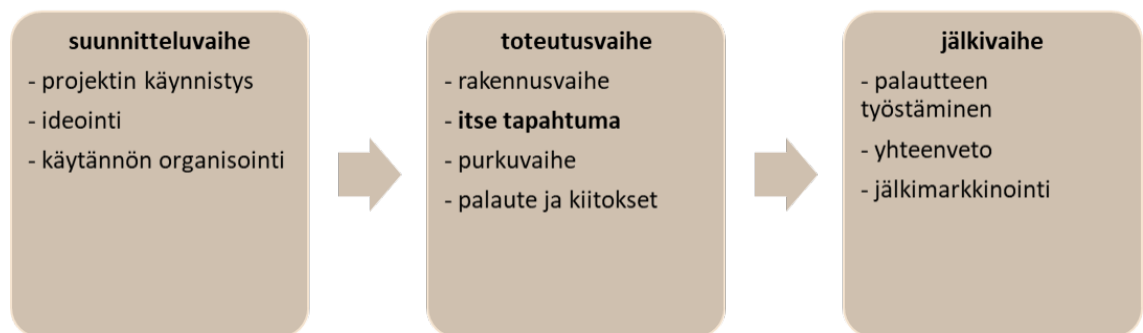 suunnitteluvaihe
- projektin käynnistys
- ideointi
- käytännön organisointi
toteutusvaihe
- rakennusvaihe
- itse tapahtuma
- purkuvaihe
- palaute ja kiitokset
jälkivaihe
- palautteen
työstäminen
- yhteenveto
- jälkimarkkinointi